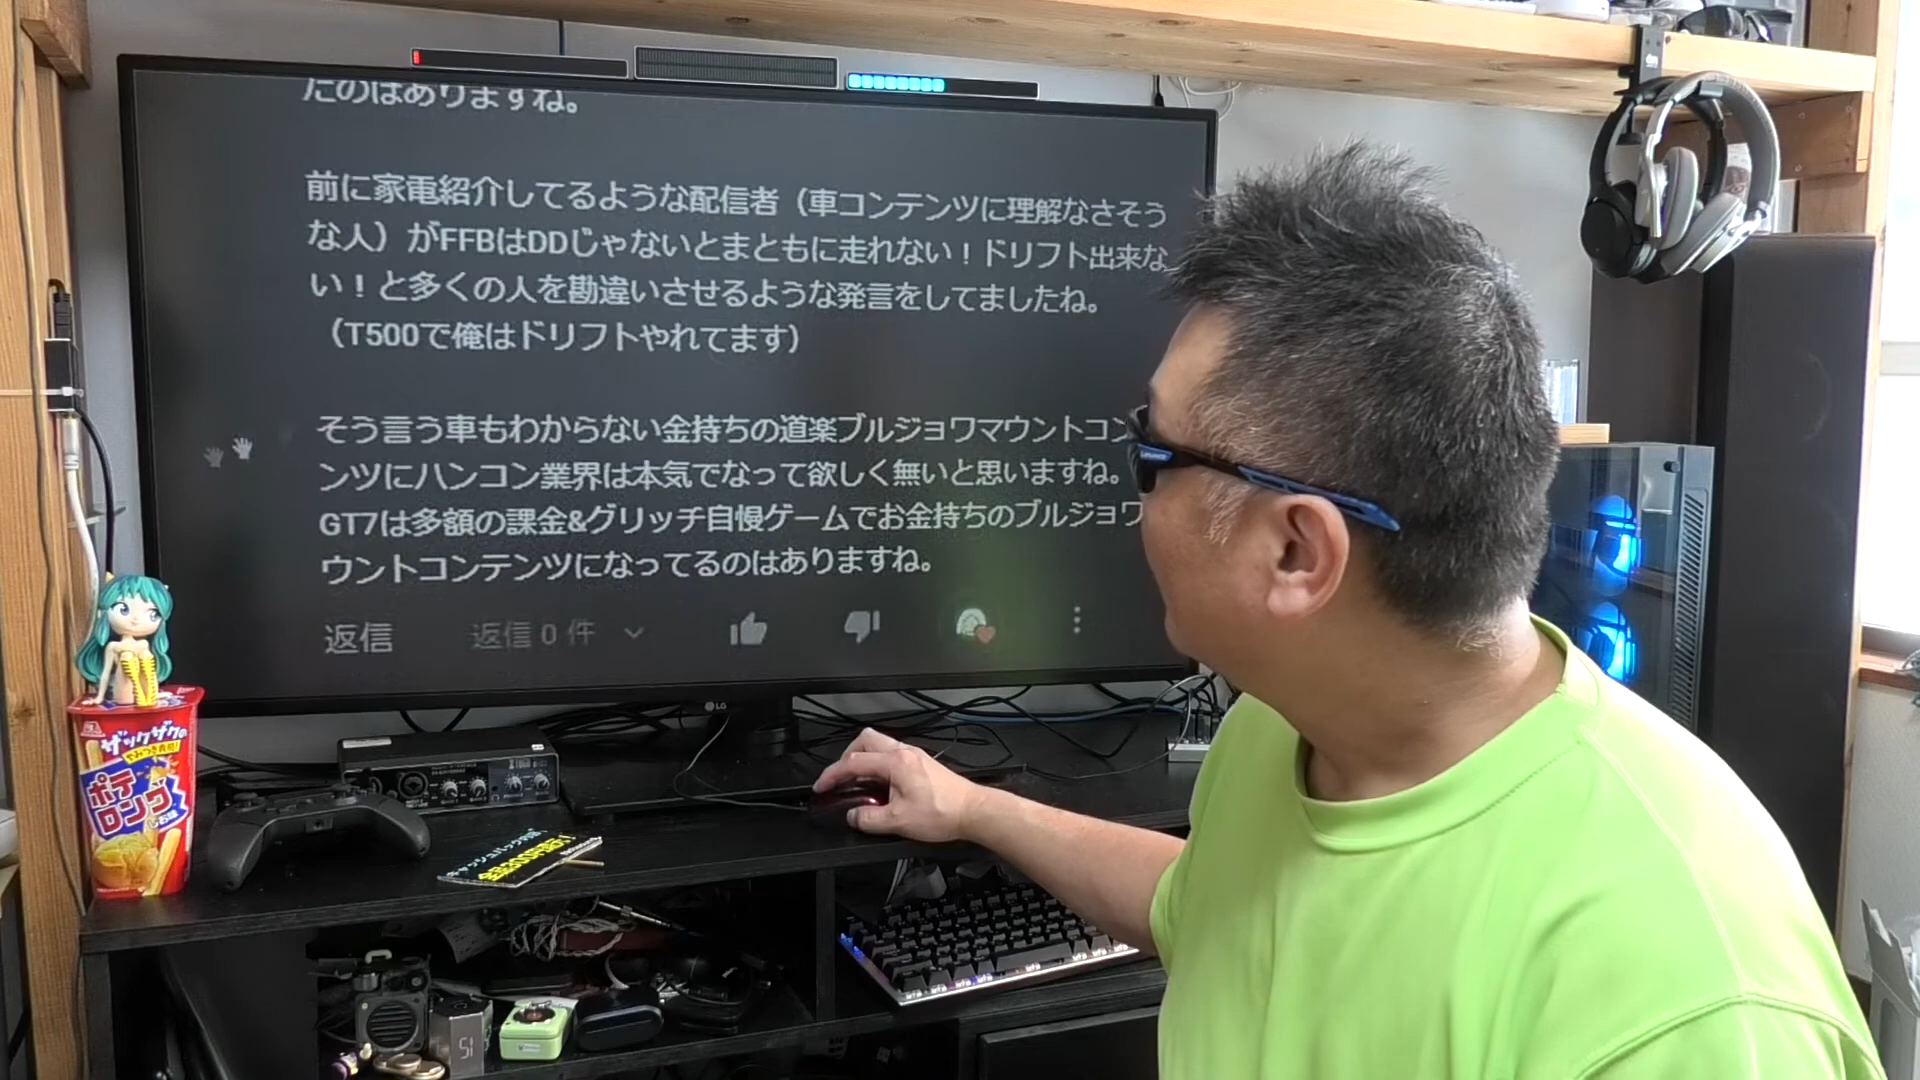 たのはありますね。
前に家電紹介してるような配信者（車コンテンツに理解なさそう
な人）がFFBはDDじゃないとまともに走れない！ドリフト出来な
い！と多くの人を勘違いさせるような発言をしてましたね。
（T500で俺はドリフトやれてます）
そう言う車もわからない金持ちの道楽ブルジョワマウントコン
ンツにハンコン業界は本気でなって欲しく無いと思いますね。
GT7は多額の課金&グリッチ自慢ゲームでお金持ちのブルジョワ
ウントコンテンツになってるのはありますね。
返信
返信 0 件
LG
ザックザクの
ポテ
ロング
しお味
キャッシュバック
51